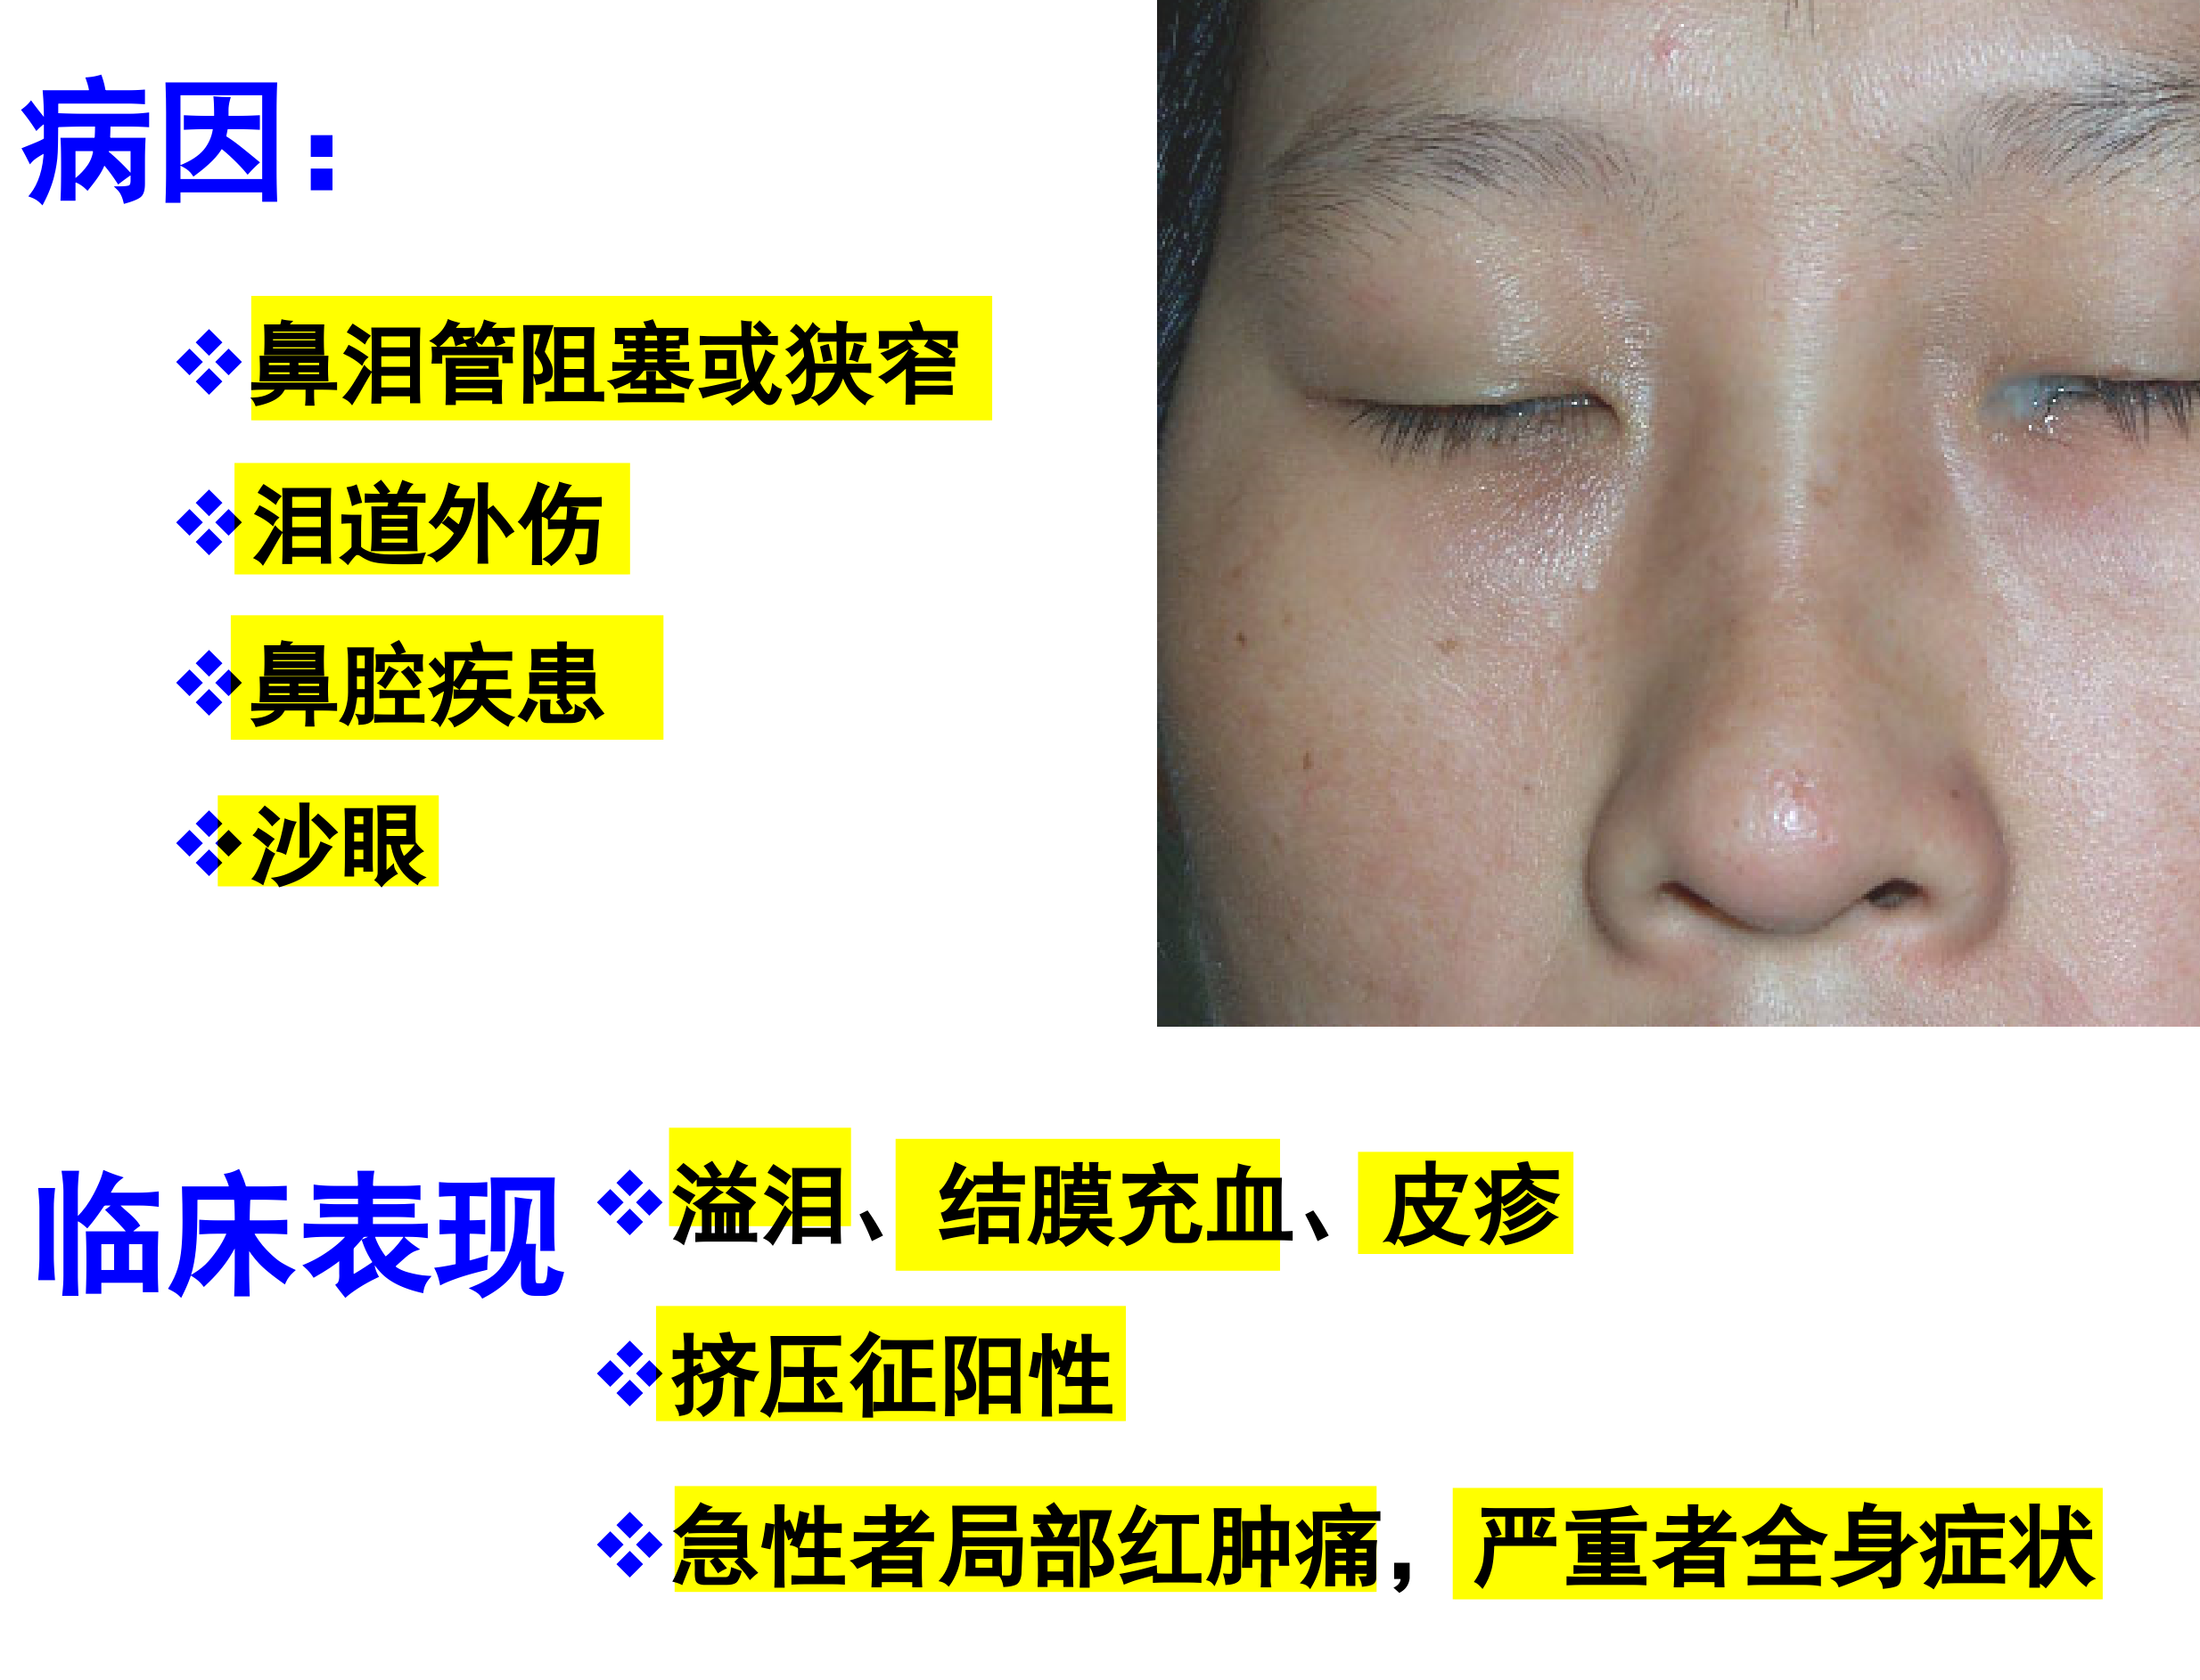 病因：
❖鼻泪管阻塞或狭窄
❖泪道外伤
❖鼻腔疾患
❖沙眼
临床表现
❖溢泪、结膜充血、皮疹
❖挤压征阳性
❖急性者局部红肿痛，严重者全身症状